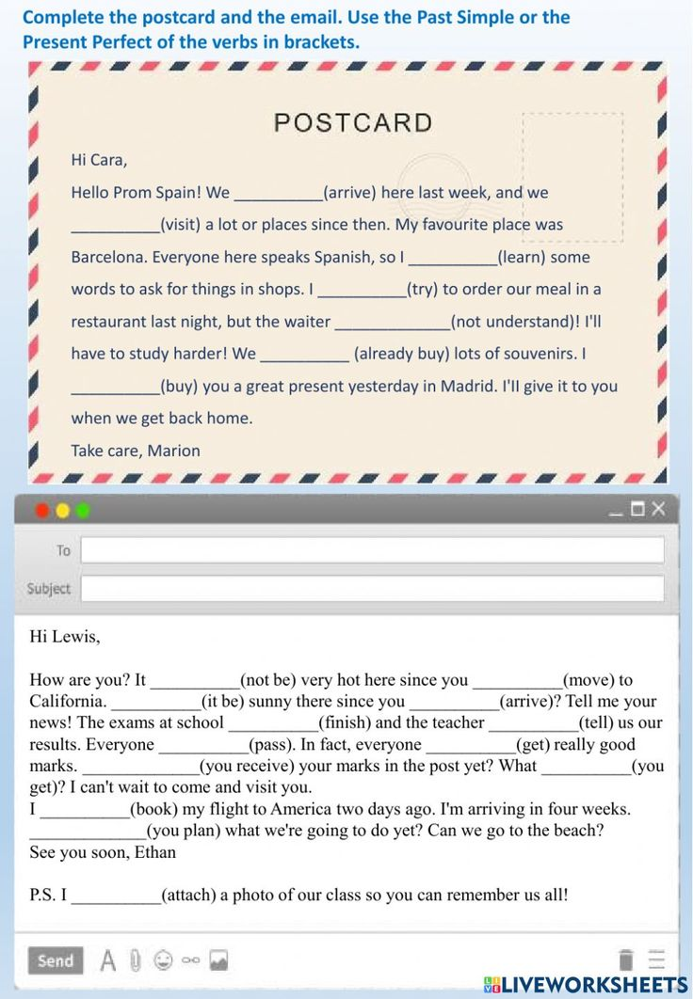 Complete the postcard and the email. Use the Past Simple or the
Present Perfect of the verbs in brackets.
POSTCARD
Hi Cara,
Hello Prom Spain! We __________(arrive) here last week, and we
__________(visit) a lot or places since then. My favourite place was
Barcelona. Everyone here speaks Spanish, so I __________(learn) some
words to ask for things in shops. I __________(try) to order our meal in a
restaurant last night, but the waiter _____________(not understand)! I'll
have to study harder! We __________ (already buy) lots of souvenirs. I
__________(buy) you a great present yesterday in Madrid. I'll give it to you
when we get back home.
Take care, Marion
To
Subject
Hi Lewis,
How are you? It __________(not be) very hot here since you __________(move) to
California. __________(it be) sunny there since you __________(arrive)? Tell me your
news! The exams at school __________(finish) and the teacher __________(tell) us our
results. Everyone __________(pass). In fact, everyone __________(get) really good
marks. _____________(you receive) your marks in the post yet? What __________(you
get)? I can't wait to come and visit you.
I __________(book) my flight to America two days ago. I'm arriving in four weeks.
_____________(you plan) what we're going to do yet? Can we go to the beach?
See you soon, Ethan
P.S. I __________(attach) a photo of our class so you can remember us all!
Send
LIVEWORKSHEETS